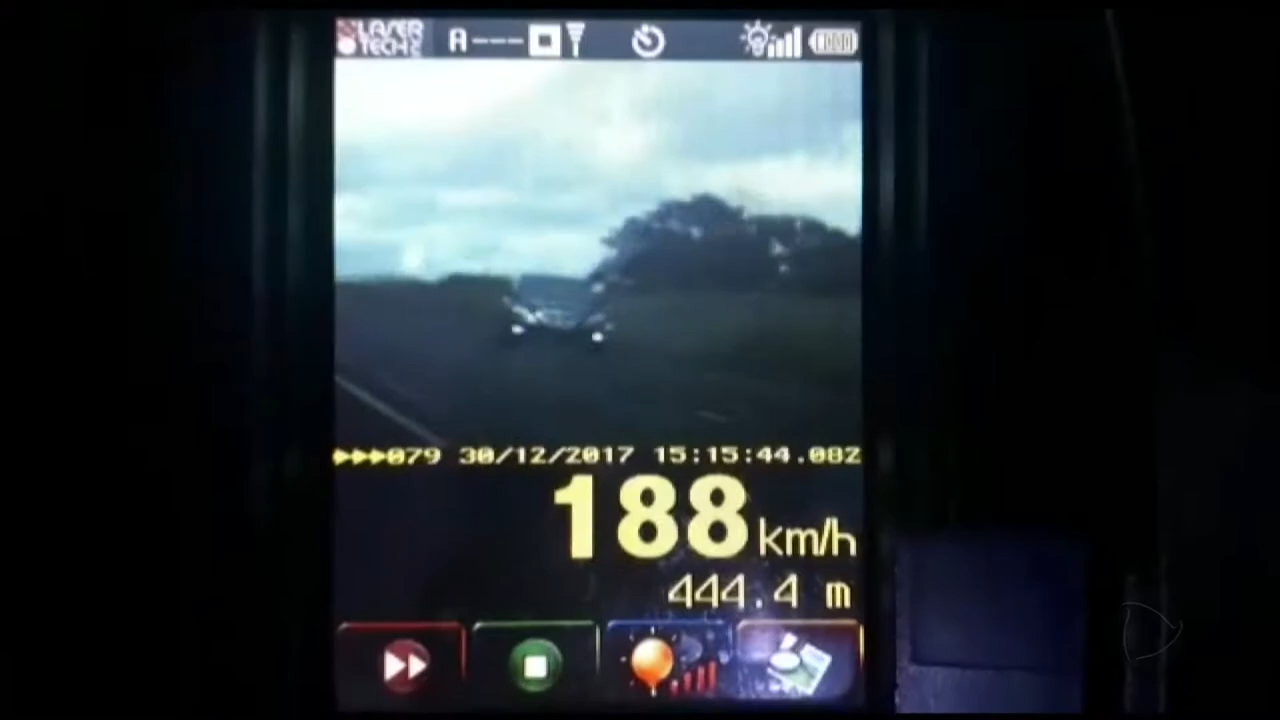 LASER
TECH
A---
►►►079 30/12/2017 15:15:44.08Z
188 km/h
444.4 m